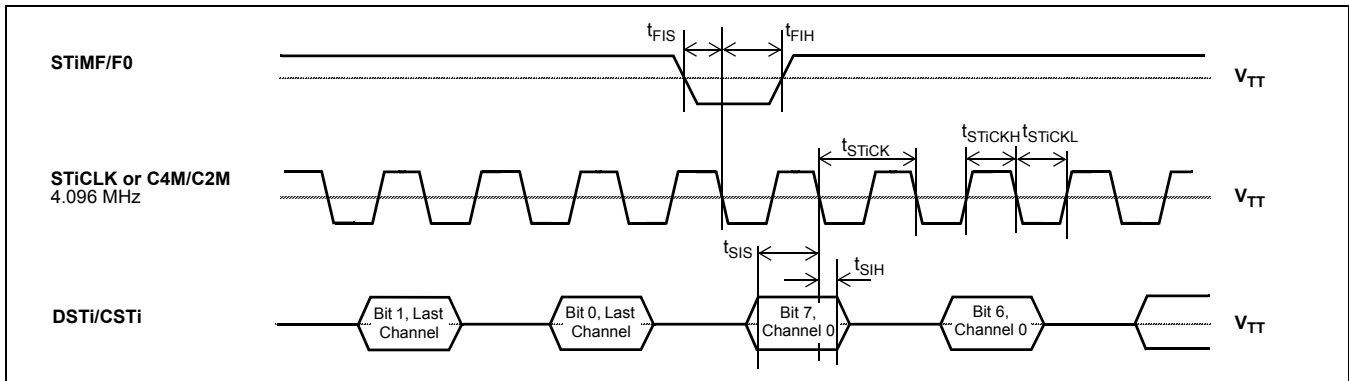 tFIS
tFIH
STiMF/F0
VTT
tSTiCK
tSTiCKH
tSTiCKL
STiCLK or C4M/C2M
4.096 MHz
VTT
tSIS
tSIH
DSTi/CSTi
Bit 1, Last
Channel
Bit 0, Last
Channel
Bit 7,
Channel 0
Bit 6,
Channel 0
VTT